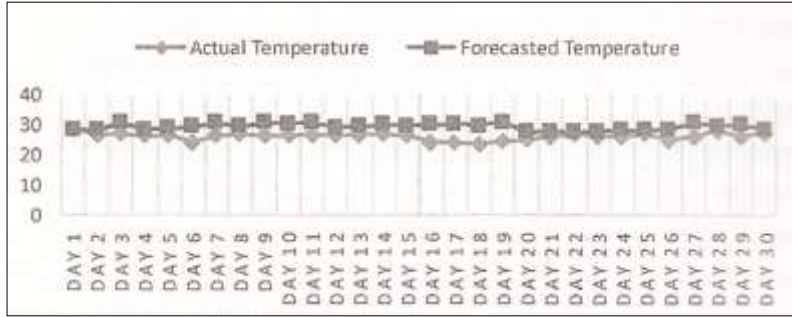 Actual Temperature Forecasted Temperature
40
30
20
10
0
DAY 1
DAY 2
DAY 3
DAY 4
DAY 5
DAY 6
DAY 7
DAY 8
DAY 9
DAY 10
DAY 11
DAY 12
DAY 13
DAY 14
DAY 15
DAY 16
DAY 17
DAY 18
DAY 19
DAY 20
DAY 21
DAY 22
DAY 23
DAY 24
DAY 25
DAY 26
DAY 27
DAY 28
DAY 29
DAY 30